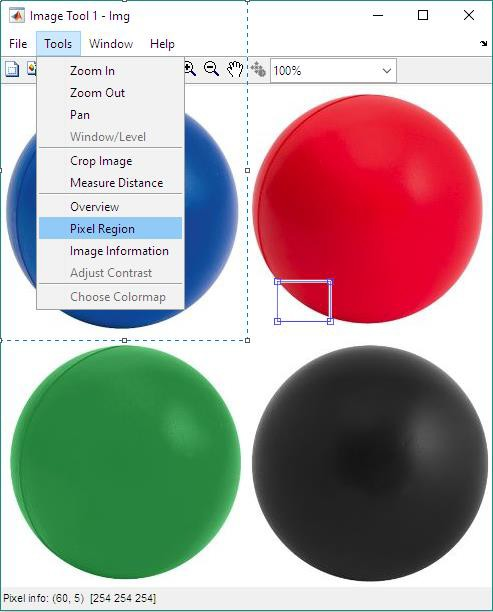 Image Tool 1 - Img
File Tools Window Help
100%
Zoom In
Zoom Out
Pan
Window/Level
Crop Image
Measure Distance
Overview
Pixel Region
Image Information
Adjust Contrast
Choose Colormap
Pixel info: (60, 5) [254 254 254]